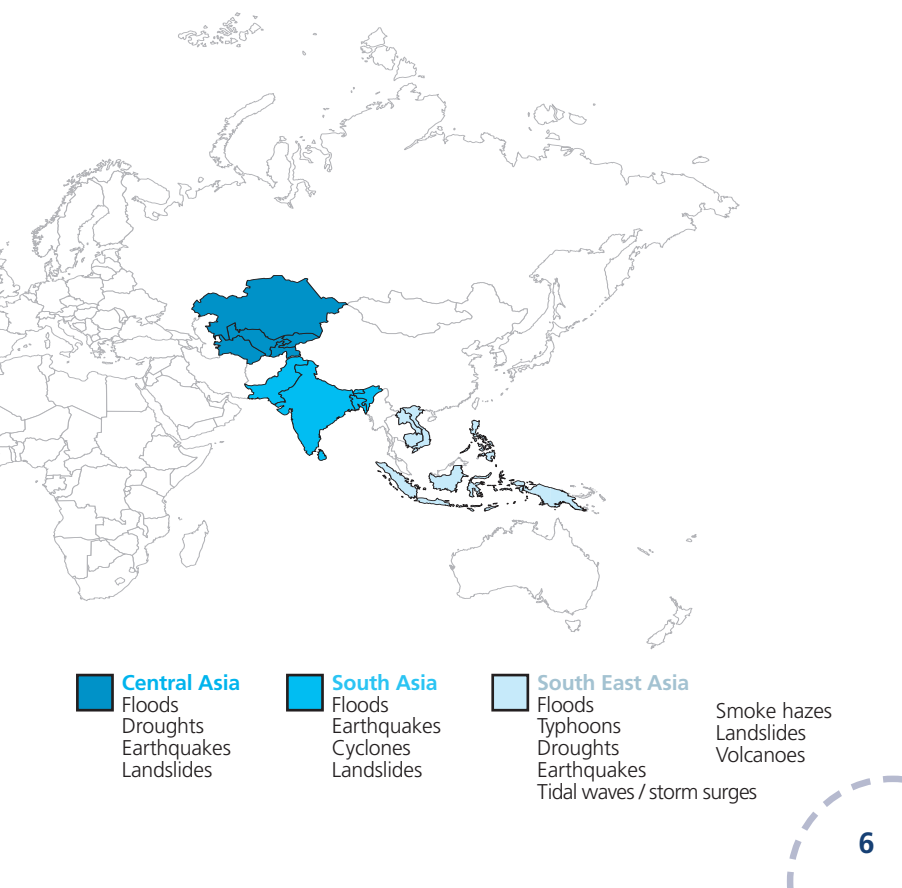 Central Asia
Floods
Droughts
Earthquakes
Landslides
South Asia
Floods
Earthquakes
Cyclones
Landslides
South East Asia
Floods
Typhoons
Droughts
Earthquakes
Tidal waves / storm surges
Smoke hazes
Landslides
Volcanoes
6